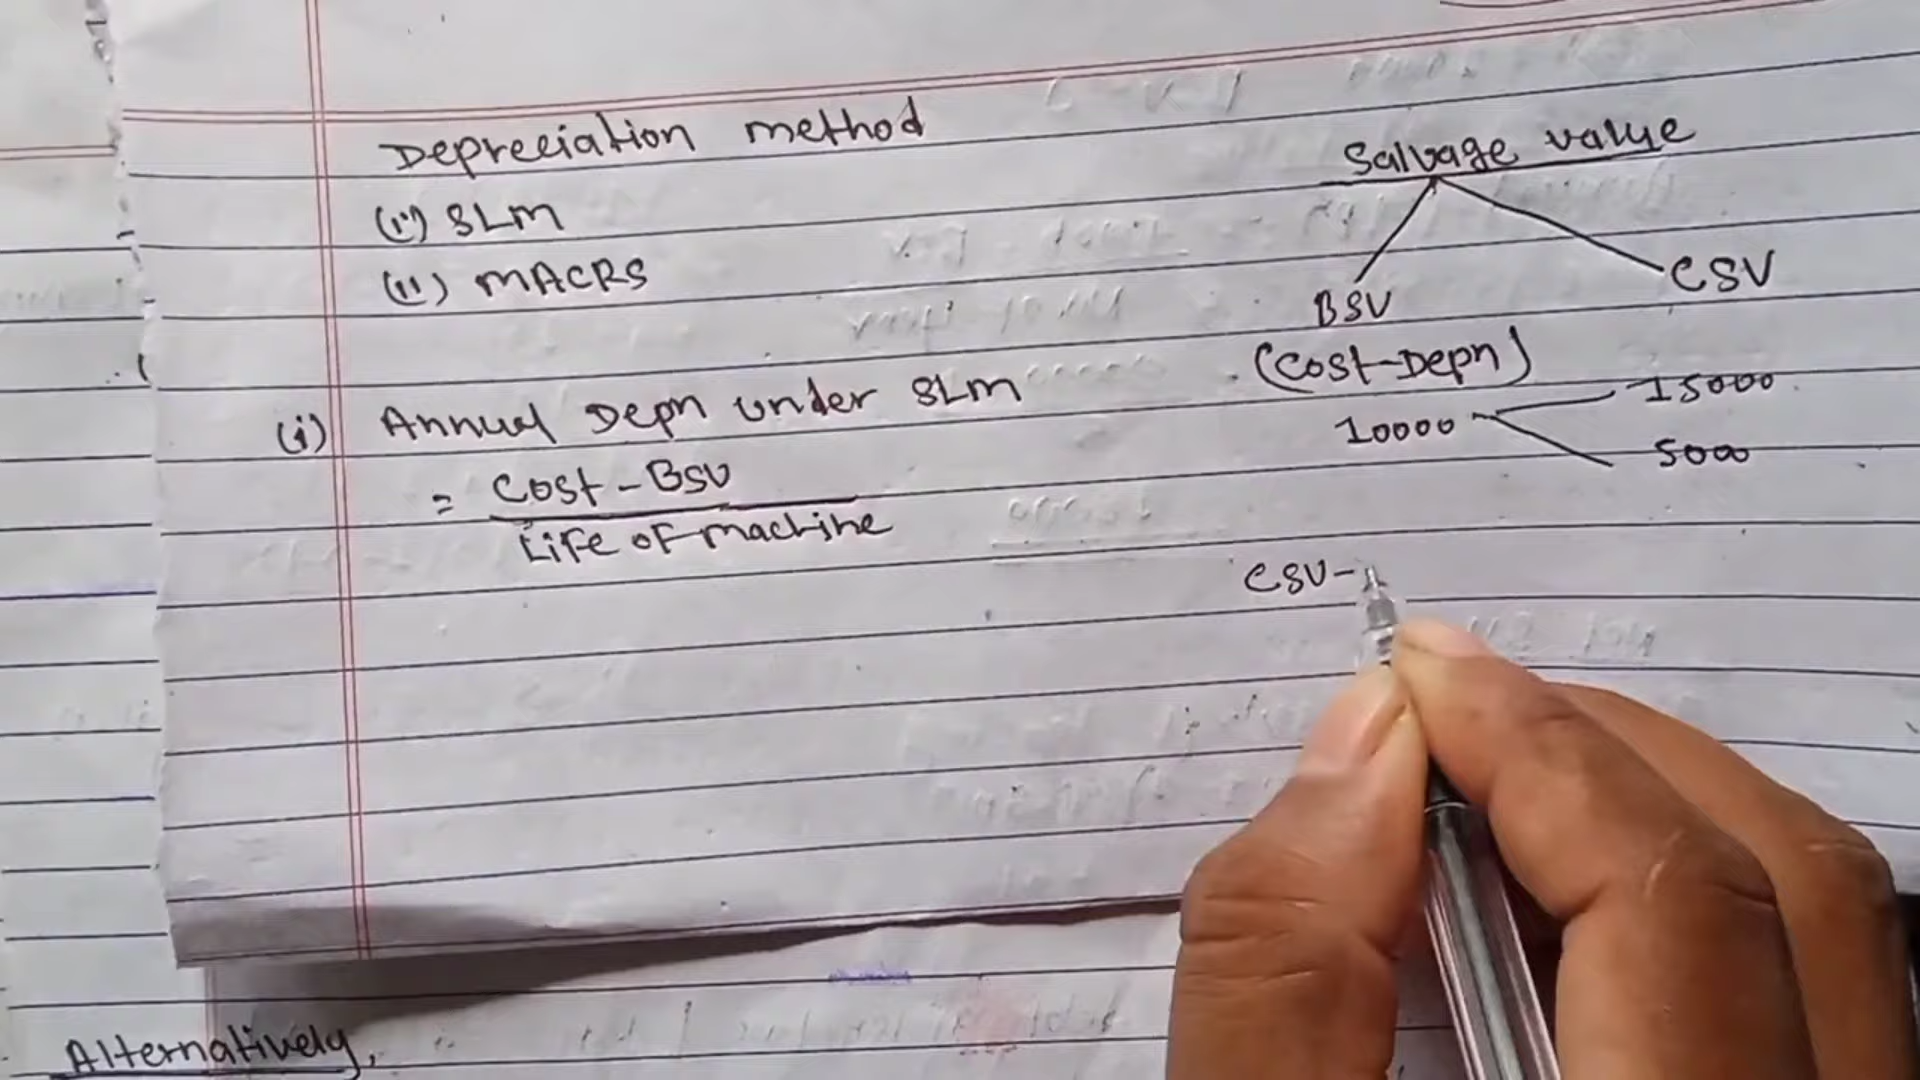 Depreciation method
(i) SLM
(ii) MACRS
(i) Annual Depn under SLM
= Cost - BSV
Life of machine
Salvage value
BSV
CSV
(Cost-Depn)
10000
15000
5000
CSV-
Alternatively,